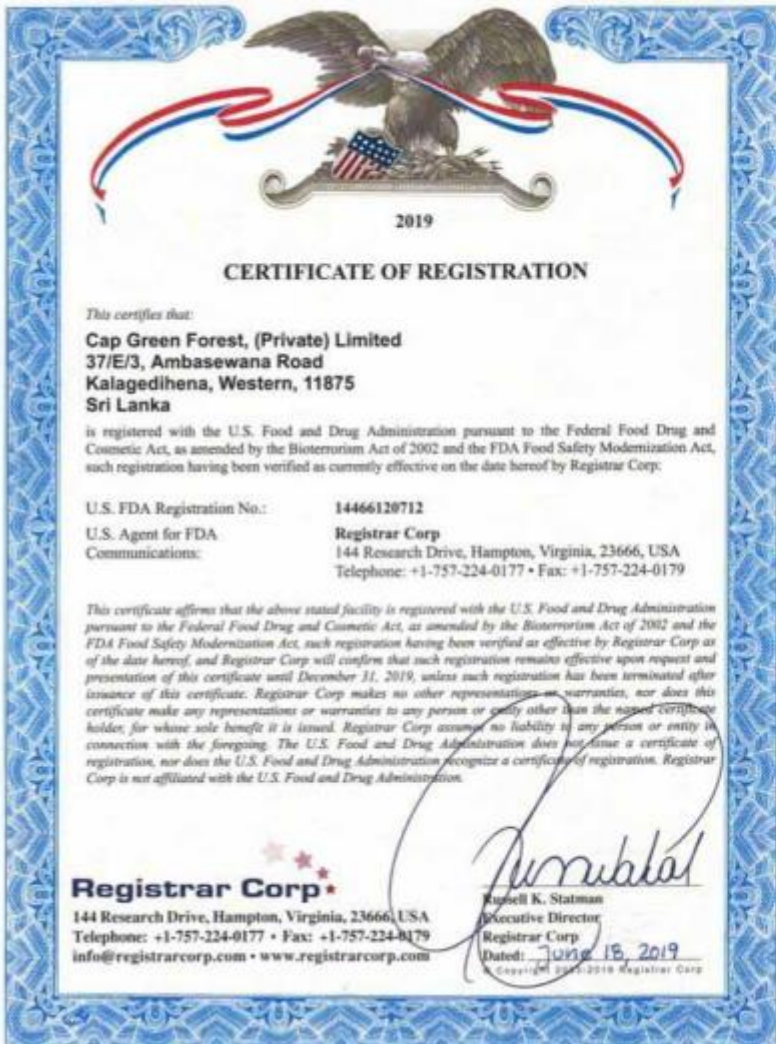 2019
CERTIFICATE OF REGISTRATION
This certifies that:
Cap Green Forest, (Private) Limited
37/E/3, Ambasewana Road
Kalagedihena, Western, 11875
Sri Lanka
is registered with the U.S. Food and Drug Administration pursuant to the Federal Food Drug and
Cosmetic Act, as amended by the Bioterrorism Act of 2002 and the FDA Food Safety Modernization Act,
such registration having been verified as currently effective on the date hereof by Registrar Corp:
U.S. FDA Registration No.: 14466120712
U.S. Agent for FDA Registrar Corp
Communications: 144 Research Drive, Hampton, Virginia, 23666, USA
Telephone: +1-757-224-0177 • Fax: +1-757-224-0179
This certificate affirms that the above stated facility is registered with the U.S. Food and Drug Administration
pursuant to the Federal Food Drug and Cosmetic Act, as amended by the Bioterrorism Act of 2002 and the
FDA Food Safety Modernization Act, such registration having been verified as effective by Registrar Corp as
of the date hereof, and Registrar Corp will confirm that such registration remains effective upon request and
presentation of this certificate until December 31, 2019, unless such registration has been terminated after
issuance of this certificate. Registrar Corp makes no other representations or warranties, nor does this
certificate make any representations or warranties to any person or entity other than the named certificate
holder, for whose sole benefit it is issued. Registrar Corp assumes no liability to any person or entity in
connection with the foregoing. The U.S. Food and Drug Administration does not issue a certificate of
registration, nor does the U.S. Food and Drug Administration recognize a certificate of registration. Registrar
Corp is not affiliated with the U.S. Food and Drug Administration.
Registrar Corp
144 Research Drive, Hampton, Virginia, 23666, USA
Telephone: +1-757-224-0177 • Fax: +1-757-224-0179
info@registrarcorp.com • www.registrarcorp.com
Russell K. Statman
Executive Director
Registrar Corp
Dated: June 18, 2019
© Copyright 2003-2019 Registrar Corp